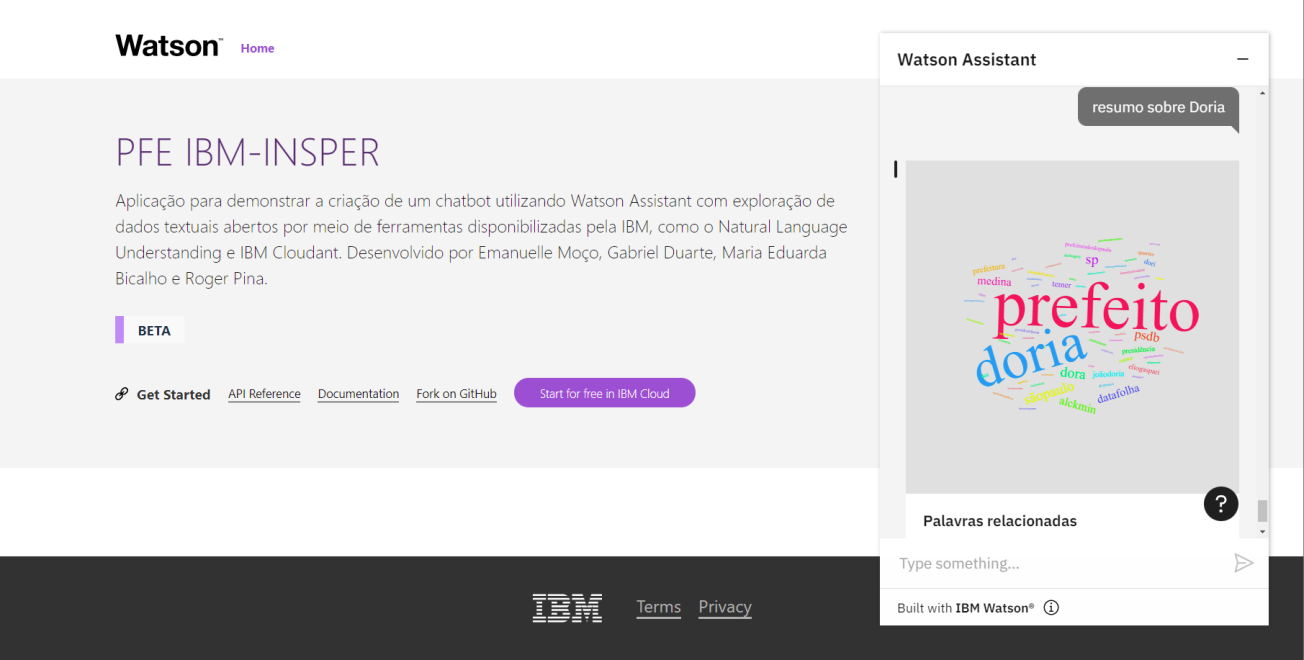 Watson™ Home
PFE IBM-INSPER
Aplicação para demonstrar a criação de um chatbot utilizando Watson Assistant com exploração de
dados textuais abertos por meio de ferramentas disponibilizadas pela IBM, como o Natural Language
Understanding e IBM Cloudant. Desenvolvido por Emanuelle Moço, Gabriel Duarte, Maria Eduarda
Bicalho e Roger Pina.
BETA
Get Started API Reference Documentation Fork on GitHub Start for free in IBM Cloud
Watson Assistant
resumo sobre Doria
sp
dori
prefeitura
medina
temer
prefeito
doria
psdb
presidência
dora
joãodoria
sãopaulo
alckmin
datafolha
?
Palavras relacionadas
Type something...
Built with IBM Watson®
IBM Terms Privacy